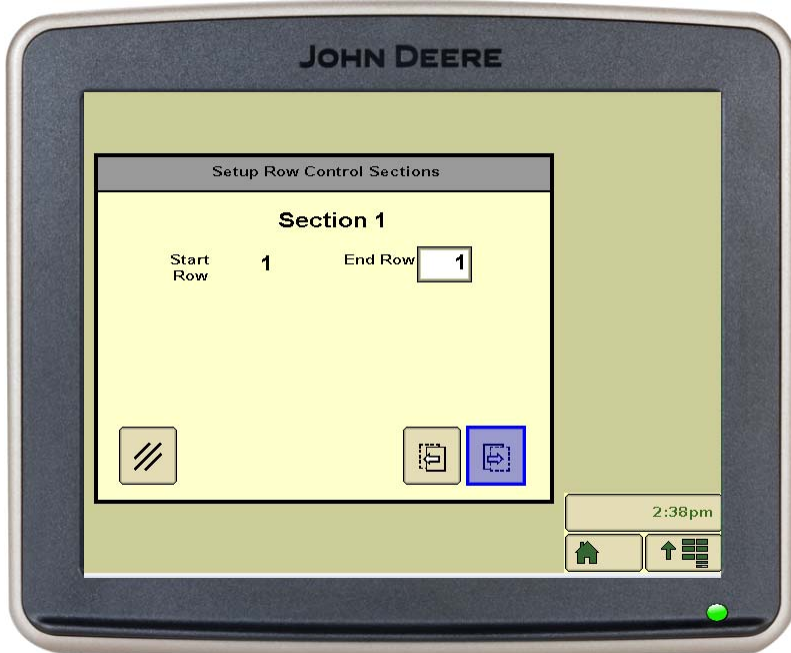 JOHN DEERE
Setup Row Control Sections
Section 1
Start
Row
1
End Row
1
2:38pm